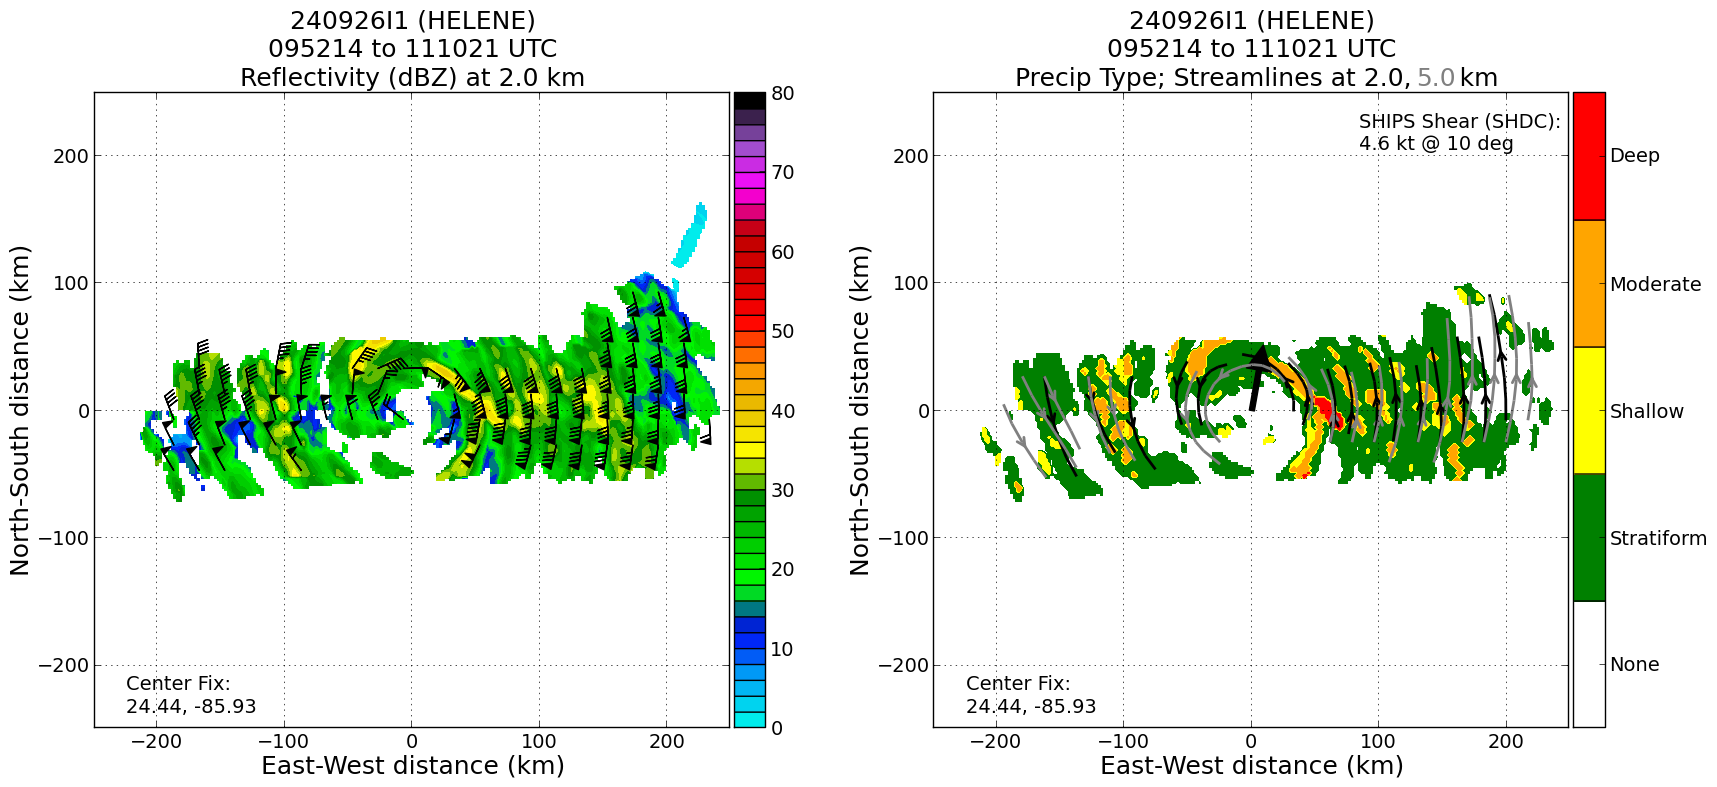 240926I1 (HELENE)
095214 to 111021 UTC
Reflectivity (dBZ) at 2.0 km
North-South distance (km)
200
100
0
−100
−200
Center Fix:
24.44, -85.93
−200 −100 0 100 200
East-West distance (km)
80
70
60
50
40
30
20
10
0
240926I1 (HELENE)
095214 to 111021 UTC
Precip Type; Streamlines at 2.0, 5.0 km
SHIPS Shear (SHDC):
4.6 kt @ 10 deg
North-South distance (km)
200
100
0
−100
−200
Center Fix:
24.44, -85.93
−200 −100 0 100 200
East-West distance (km)
Deep
Moderate
Shallow
Stratiform
None